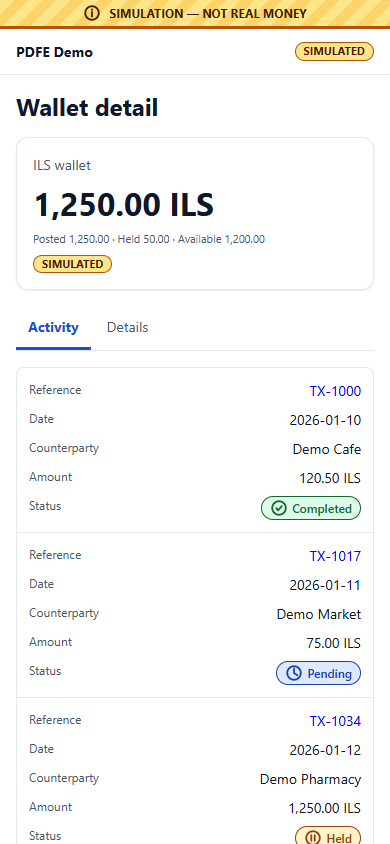 SIMULATION — NOT REAL MONEY
PDFE Demo SIMULATED
Wallet detail
ILS wallet
1,250.00 ILS
Posted 1,250.00 · Held 50.00 · Available 1,200.00
SIMULATED
Activity Details
Reference TX-1000
Date 2026-01-10
Counterparty Demo Cafe
Amount 120.50 ILS
Status Completed
Reference TX-1017
Date 2026-01-11
Counterparty Demo Market
Amount 75.00 ILS
Status Pending
Reference TX-1034
Date 2026-01-12
Counterparty Demo Pharmacy
Amount 1,250.00 ILS
Status Held